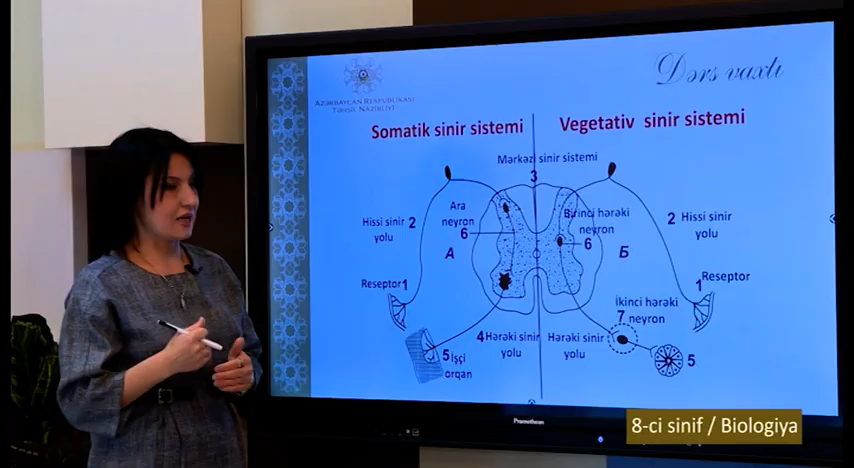 Dərs vaxtı
AZƏRBAYCAN RESPUBLİKASI
TƏHSİL NAZİRLİYİ
Somatik sinir sistemi
Vegetativ sinir sistemi
Mərkəzi sinir sistemi
3
Ara
neyron
6
Birinci hərəki
neyron
6
Hissi sinir 2
yolu
2 Hissi sinir
yolu
A
Б
Reseptor 1
1 Reseptor
İkinci hərəki
7 neyron
4 Hərəki sinir
yolu
Hərəki sinir
yolu
5 İşçi
orqan
5
Promethean
8-ci sinif / Biologiya